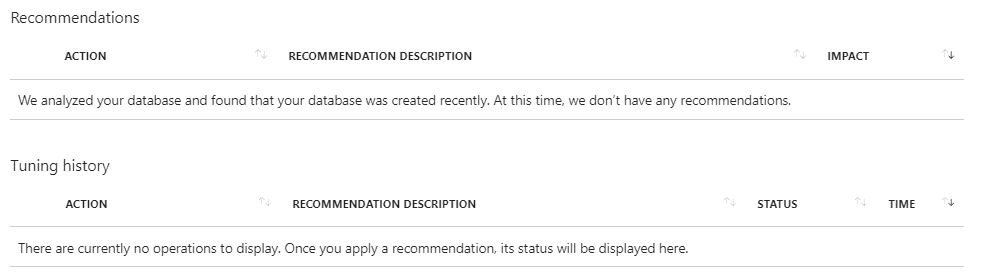 Recommendations
ACTION RECOMMENDATION DESCRIPTION IMPACT
We analyzed your database and found that your database was created recently. At this time, we don’t have any recommendations.
Tuning history
ACTION RECOMMENDATION DESCRIPTION STATUS TIME
There are currently no operations to display. Once you apply a recommendation, its status will be displayed here.